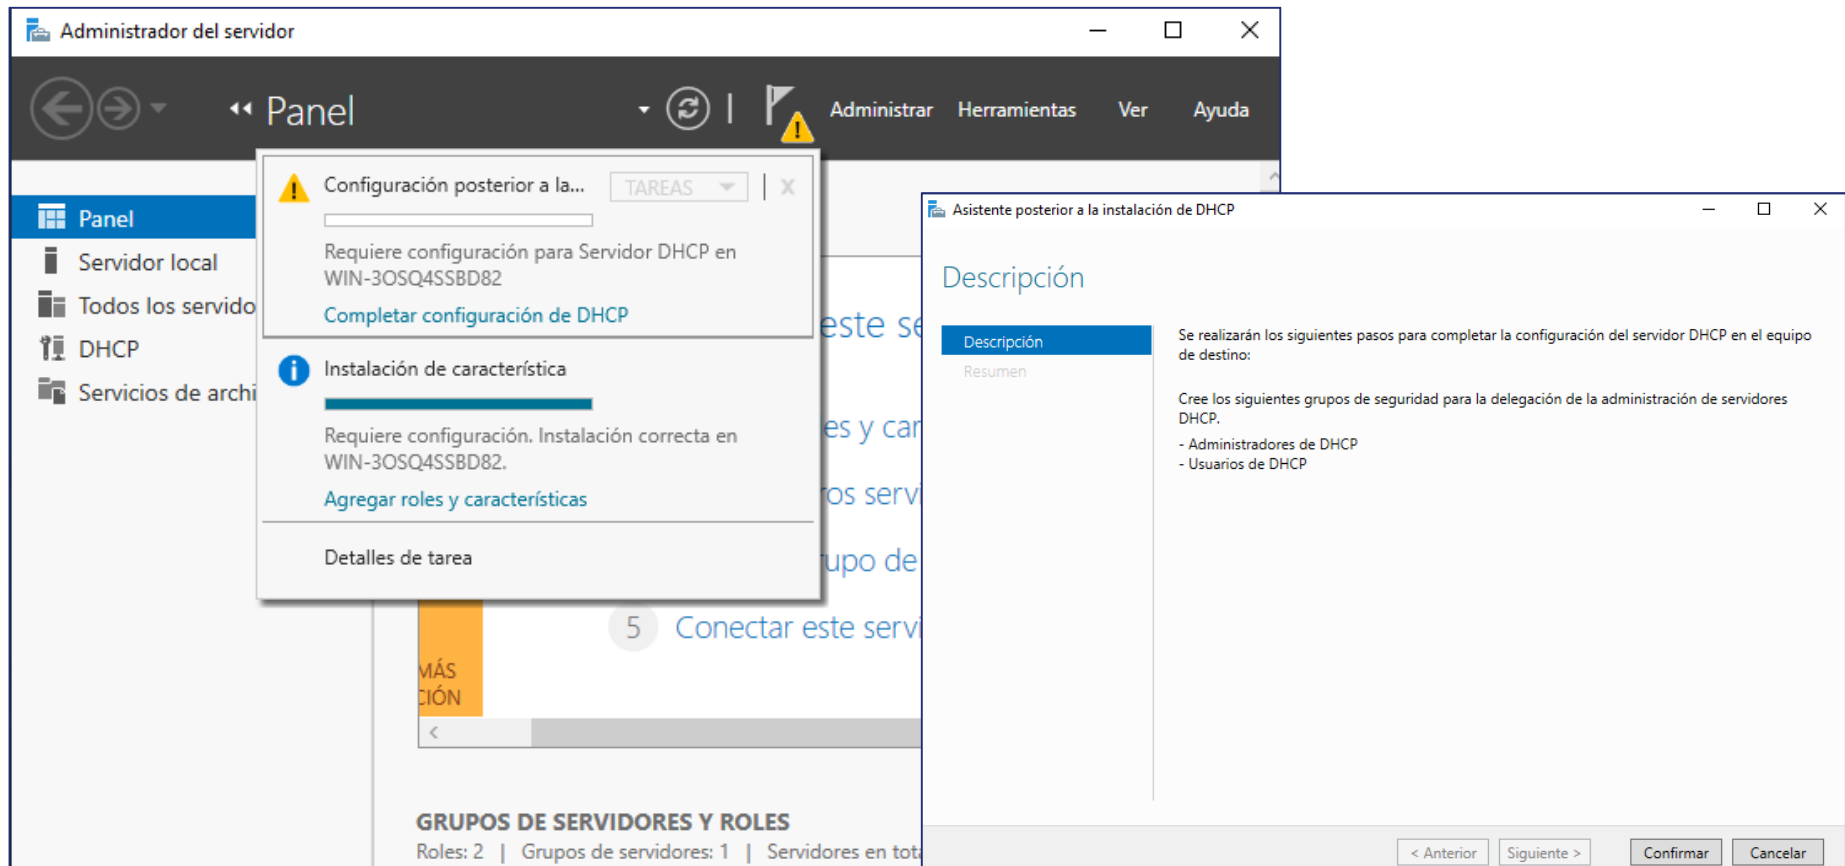 Administrador del servidor
Panel
Administrar Herramientas Ver Ayuda
Panel
Servidor local
Todos los servido
DHCP
Servicios de archi
Configuración posterior a la...
TAREAS
Requiere configuración para Servidor DHCP en
WIN-3OSQ4SSBD82
Completar configuración de DHCP
Instalación de característica
Requiere configuración. Instalación correcta en
WIN-3OSQ4SSBD82.
Agregar roles y características
Detalles de tarea
este se
es y car
os servi
upo de
5 Conectar este servi
MÁS
CIÓN
GRUPOS DE SERVIDORES Y ROLES
Roles: 2 | Grupos de servidores: 1 | Servidores en tota
Asistente posterior a la instalación de DHCP
Descripción
Descripción
Resumen
Se realizarán los siguientes pasos para completar la configuración del servidor DHCP en el equipo
de destino:
Cree los siguientes grupos de seguridad para la delegación de la administración de servidores
DHCP.
- Administradores de DHCP
- Usuarios de DHCP
< Anterior Siguiente > Confirmar Cancelar